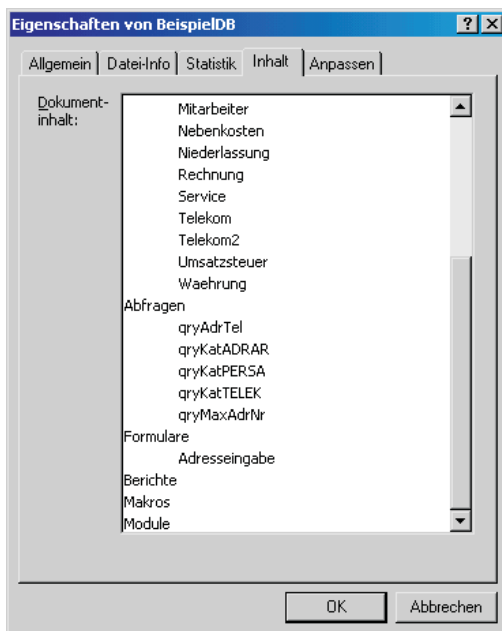 Eigenschaften von BeispielDB
Allgemein Datei-Info Statistik Inhalt Anpassen
Dokument-
inhalt:
Mitarbeiter
Nebenkosten
Niederlassung
Rechnung
Service
Telekom
Telekom2
Umsatzsteuer
Waehrung
Abfragen
qryAdrTel
qryKatADRAR
qryKatPERSA
qryKatTELEK
qryMaxAdrNr
Formulare
Adresseingabe
Berichte
Makros
Module
OK Abbrechen